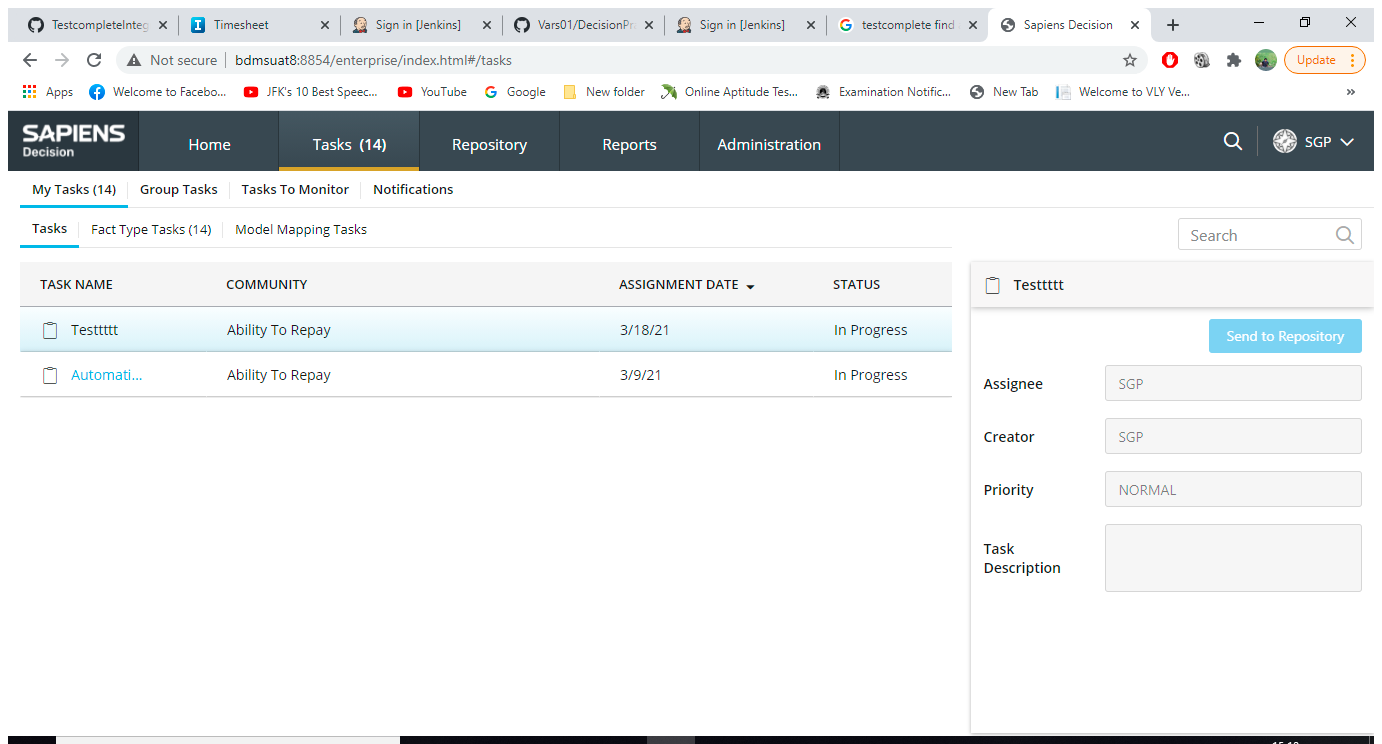 TestcompleteInteg
Timesheet
Sign in [Jenkins]
Vars01/DecisionPr
Sign in [Jenkins]
testcomplete find
Sapiens Decision
Not secure | bdmsuat8:8854/enterprise/index.html#/tasks
Update
Apps
Welcome to Facebo...
JFK's 10 Best Speec...
YouTube
Google
New folder
Online Aptitude Tes...
Examination Notific...
New Tab
Welcome to VLY Ve...
»
SAPIENS
Decision
Home
Tasks (14)
Repository
Reports
Administration
SGP
My Tasks (14)
Group Tasks
Tasks To Monitor
Notifications
Tasks
Fact Type Tasks (14)
Model Mapping Tasks
Search
TASK NAME COMMUNITY ASSIGNMENT DATE STATUS
Testtttt Ability To Repay 3/18/21 In Progress
Automati... Ability To Repay 3/9/21 In Progress
Testtttt
Send to Repository
Assignee SGP
Creator SGP
Priority NORMAL
Task
Description